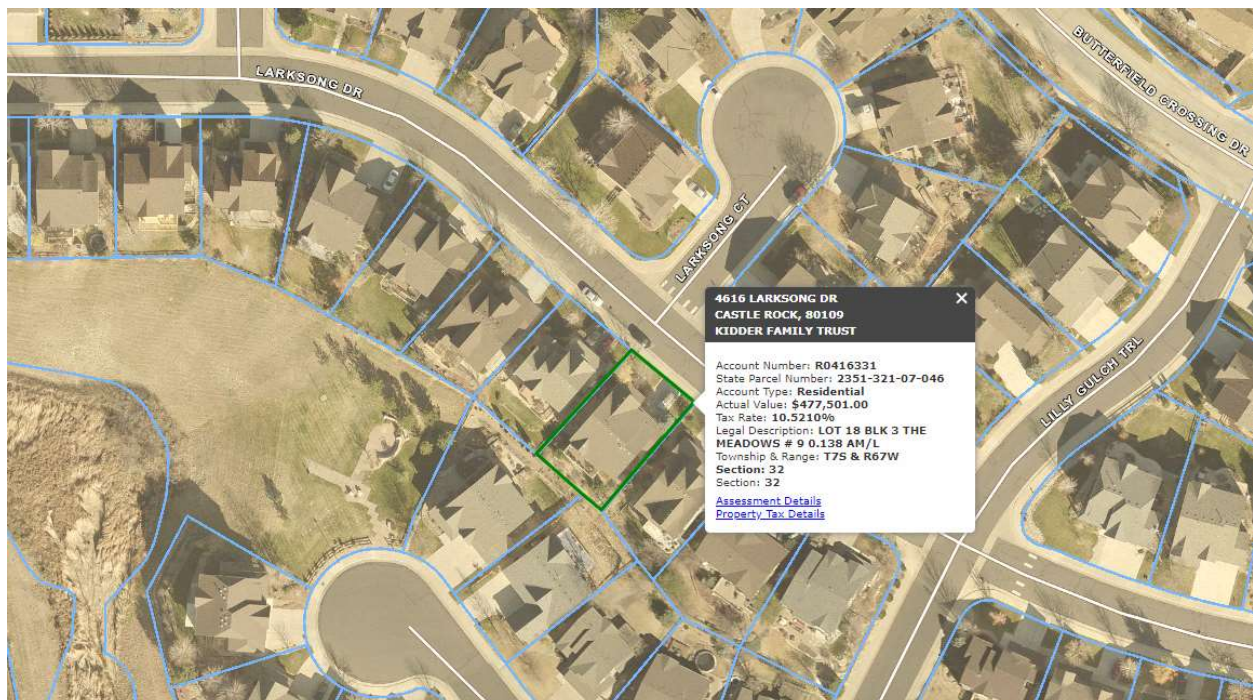 LARKSONG DR
BUTTERFIELD CROSSING DR
LARKSONG CT
LILLY GULCH TRL
4616 LARKSONG DR
CASTLE ROCK, 80109
KIDDER FAMILY TRUST
Account Number: R0416331
State Parcel Number: 2351-321-07-046
Account Type: Residential
Actual Value: $477,501.00
Tax Rate: 10.5210%
Legal Description: LOT 18 BLK 3 THE
MEADOWS # 9 0.138 AM/L
Township & Range: T7S & R67W
Section: 32
Section: 32
Assessment Details
Property Tax Details